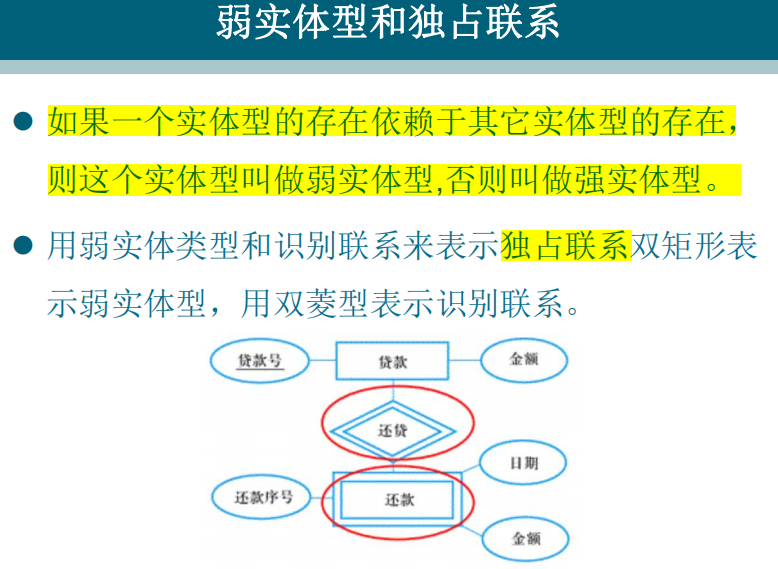 弱实体型和独占联系
如果一个实体型的存在依赖于其它实体型的存在，
则这个实体型叫做弱实体型,否则叫做强实体型。
用弱实体类型和识别联系来表示独占联系双矩形表
示弱实体型，用双菱型表示识别联系。
贷款号
贷款
金额
还贷
日期
还款序号
还款
金额